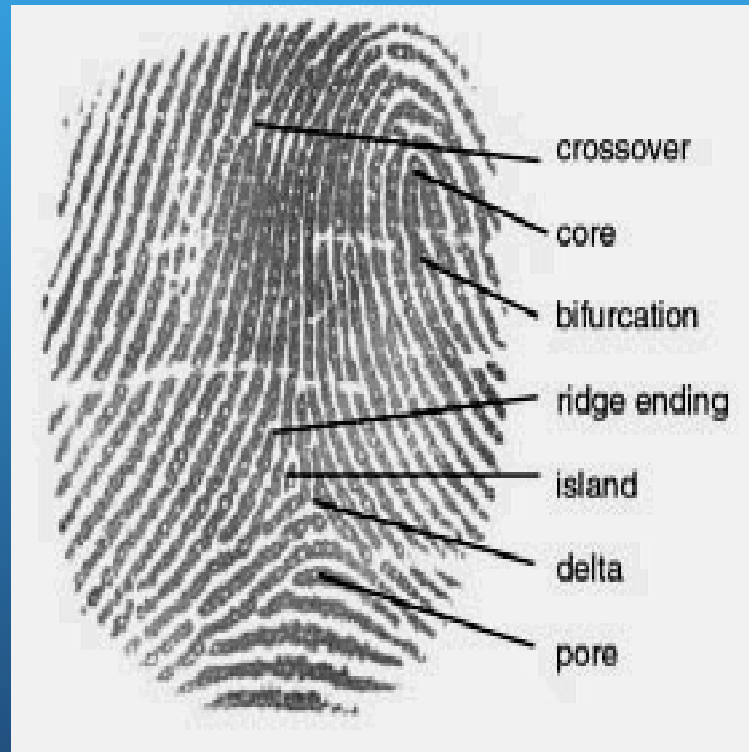 crossover
core
bifurcation
ridge ending
island
delta
pore